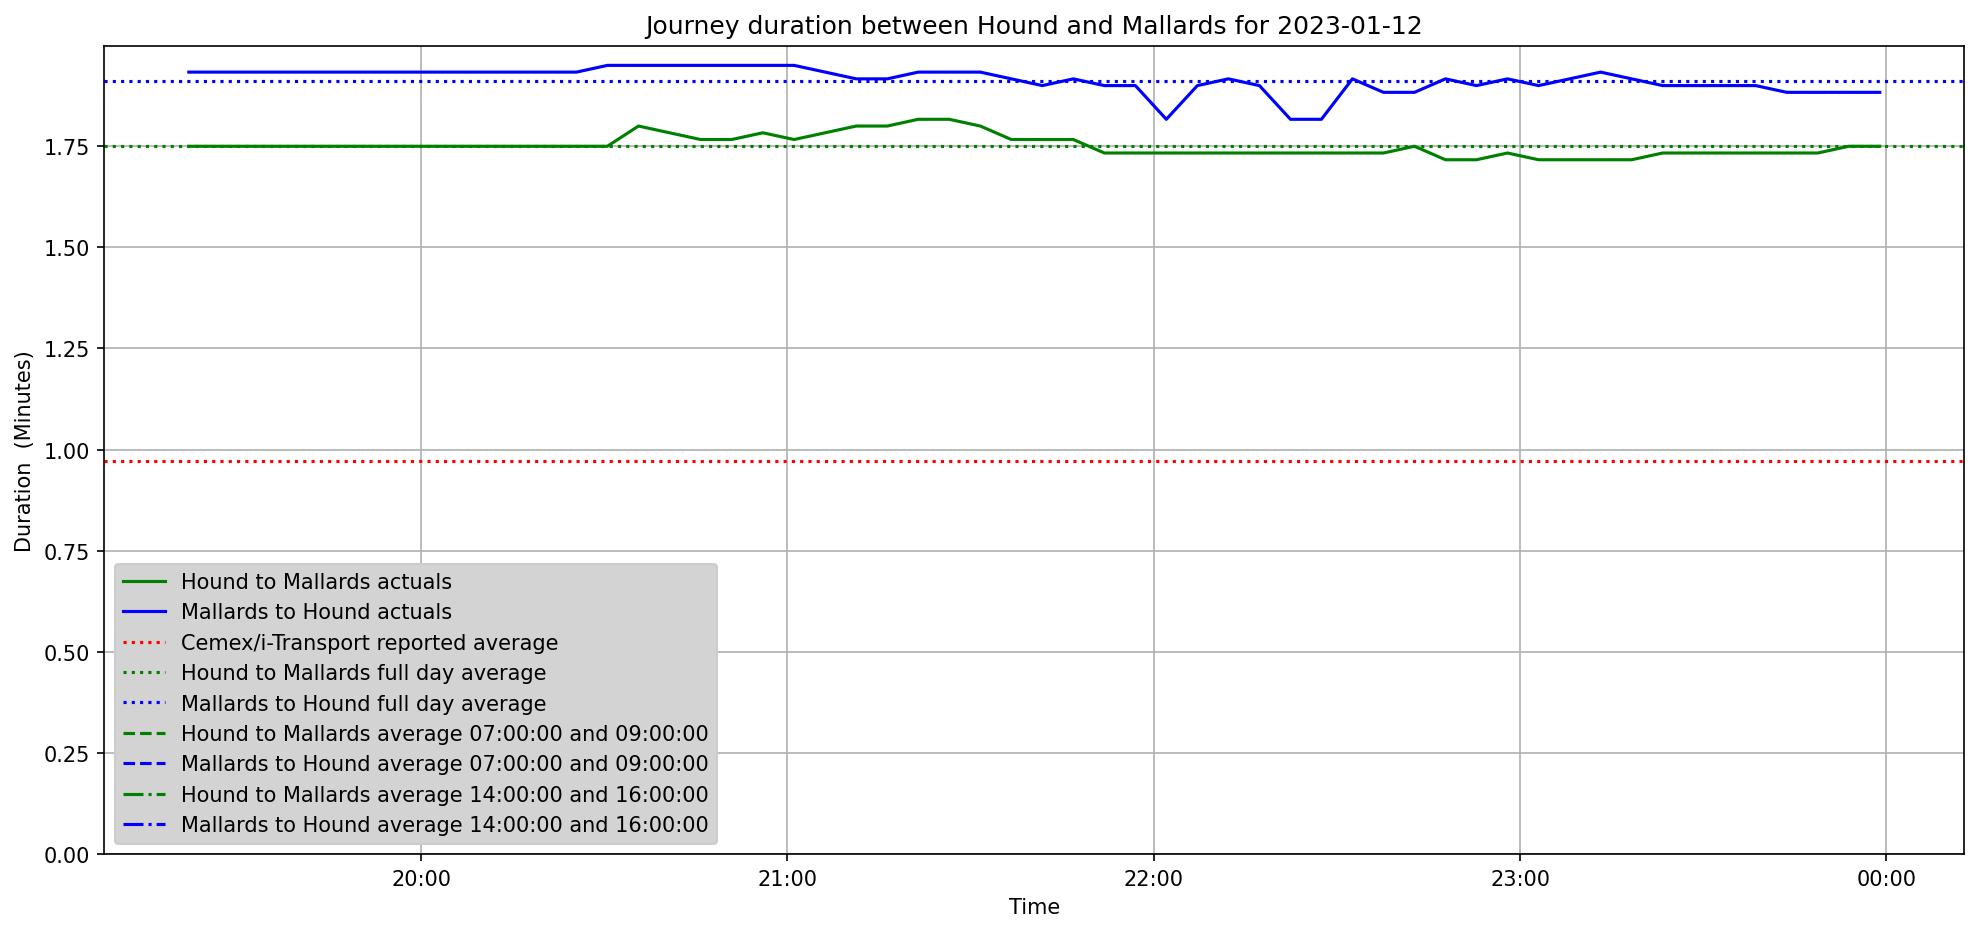 Journey duration between Hound and Mallards for 2023-01-12
Duration  (Minutes)
1.75
1.50
1.25
1.00
0.75
0.50
0.25
0.00
Hound to Mallards actuals
Mallards to Hound actuals
Cemex/i-Transport reported average
Hound to Mallards full day average
Mallards to Hound full day average
Hound to Mallards average 07:00:00 and 09:00:00
Mallards to Hound average 07:00:00 and 09:00:00
Hound to Mallards average 14:00:00 and 16:00:00
Mallards to Hound average 14:00:00 and 16:00:00
20:00 21:00 22:00 23:00 00:00
Time